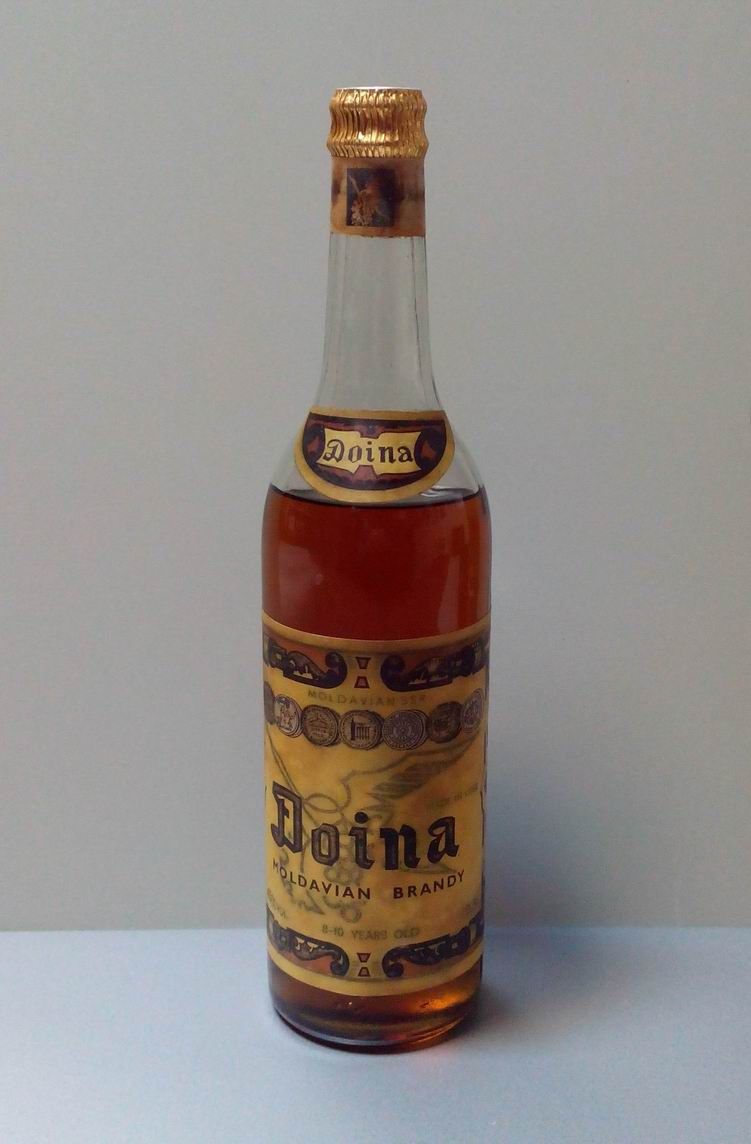 Doina
MOLDAVIAN SSR
Doina
MOLDAVIAN BRANDY
8-10 YEARS OLD